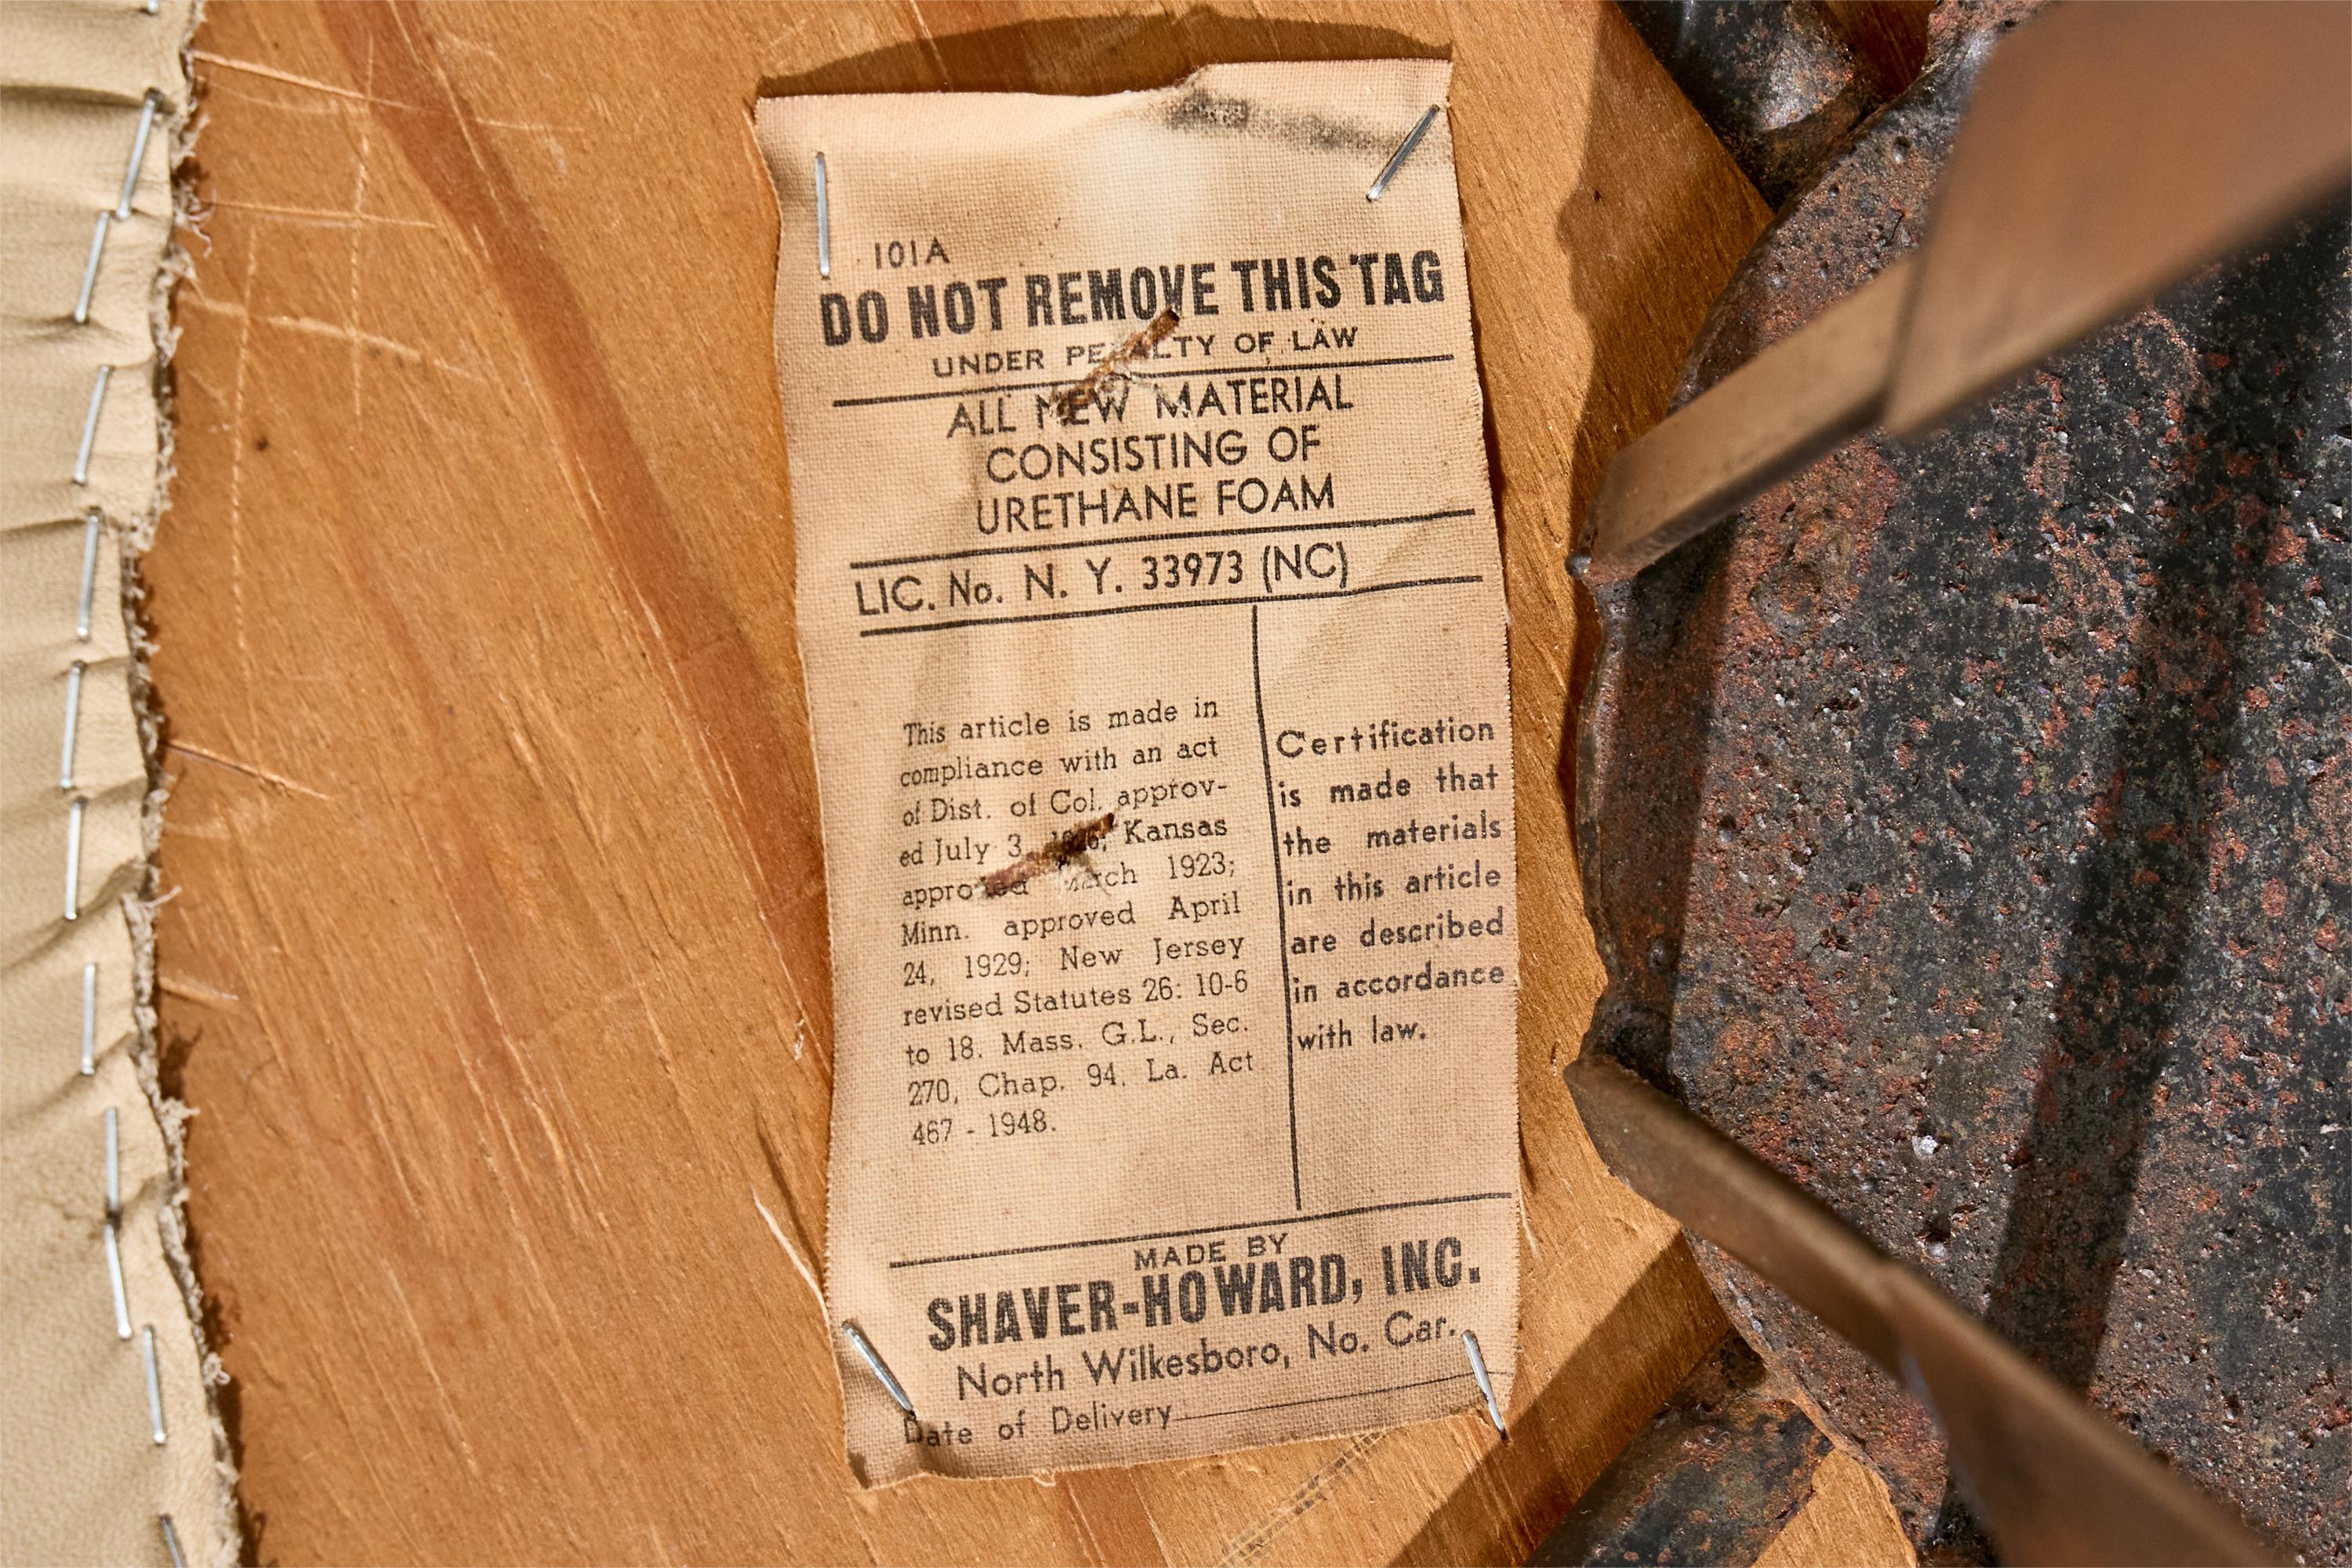 101A
DO NOT REMOVE THIS TAG
UNDER PENALTY OF LAW
ALL NEW MATERIAL
CONSISTING OF
URETHANE FOAM
LIC. No. N. Y. 33973 (NC)
This article is made in
compliance with an act
of Dist. of Col. approv-
ed July 3, Kansas
approved March 1923;
Minn. approved April
24, 1929; New Jersey
revised Statutes 26: 10-6
to 18. Mass. G.L., Sec.
270, Chap. 94. La. Act
467 - 1948.
Certification
is made that
the materials
in this article
are described
in accordance
with law.
MADE BY
SHAVER-HOWARD, INC.
North Wilkesboro, No. Car.
Date of Delivery